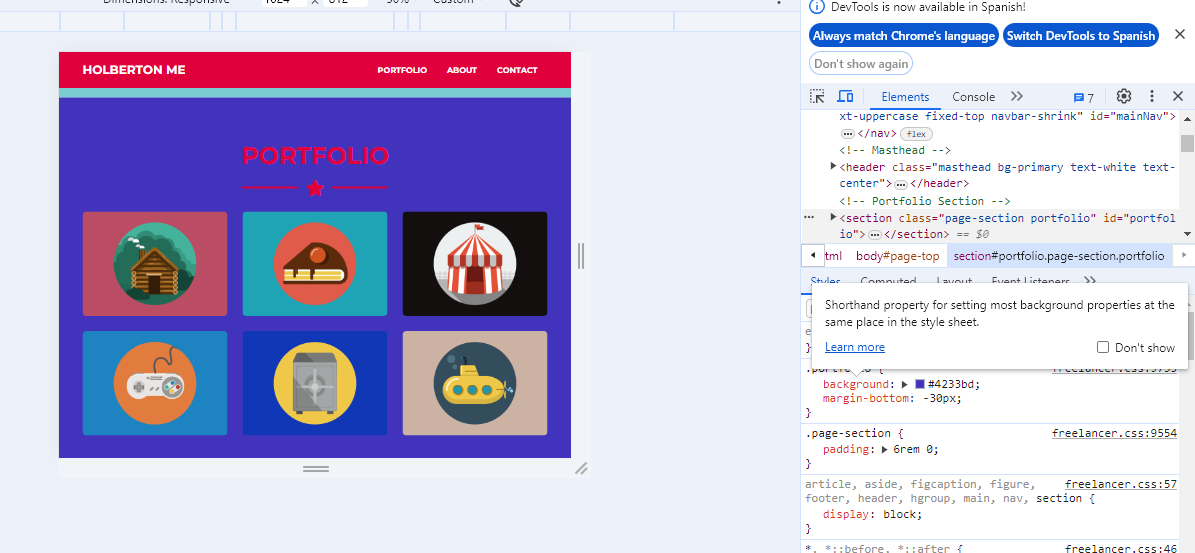 Dimensions: Responsive 1024 x 812 50% Custom
HOLBERTON ME
PORTFOLIO ABOUT CONTACT
PORTFOLIO
DevTools is now available in Spanish!
Always match Chrome's language Switch DevTools to Spanish
Don't show again
Elements Console 7
xt-uppercase fixed-top navbar-shrink" id="mainNav">
</nav> flex
<!-- Masthead -->
<header class="masthead bg-primary text-white text-
center"> </header>
<!-- Portfolio Section -->
<section class="page-section portfolio" id="portfol
io"> </section> == $0
tml body#page-top section#portfolio.page-section.portfolio
Styles Computed Layout Event Listeners
Shorthand property for setting most background properties at the
same place in the style sheet.
Learn more Don't show
}
.portfolio {
background: #4233bd;
margin-bottom: -30px;
}
.page-section { freelancer.css:9554
padding: 6rem 0;
}
article, aside, figcaption, figure, freelancer.css:57
footer, header, hgroup, main, nav, section {
display: block;
}
*, *::before, *::after { freelancer.css:46